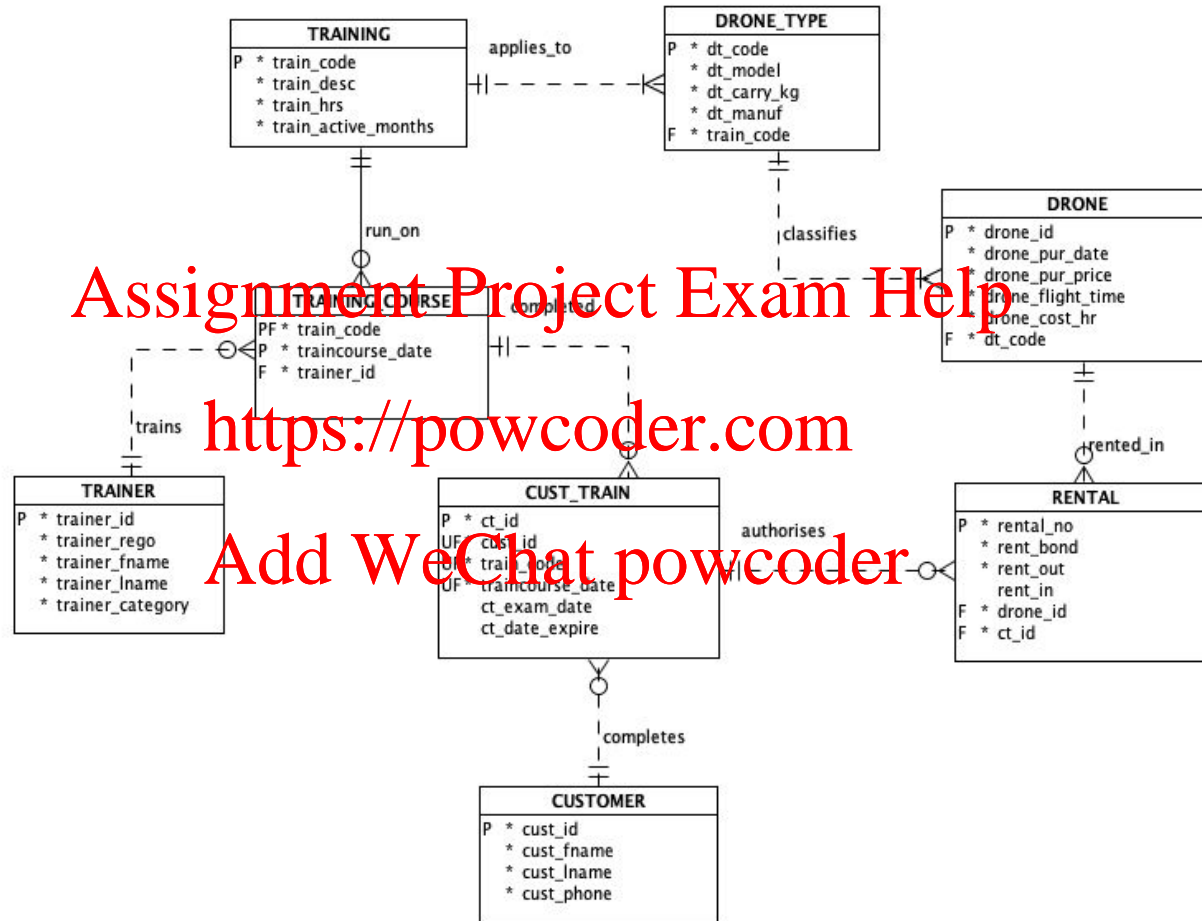 TRAINING
P * train_code
* train_desc
* train_hrs
* train_active_months
applies_to
DRONE_TYPE
P * dt_code
* dt_model
* dt_carry_kg
* dt_manuf
F * train_code
run_on
classifies
DRONE
P * drone_id
* drone_pur_date
* drone_pur_price
* drone_flight_time
* drone_cost_hr
F * dt_code
Assignment Project Exam Help
TRAINING_COURSE
PF * train_code
P * traincourse_date
F * trainer_id
completed
trains
https://powcoder.com
rented_in
TRAINER
P * trainer_id
* trainer_rego
* trainer_fname
* trainer_lname
* trainer_category
CUST_TRAIN
P * ct_id
UF * cust_id
UF * train_code
UF * traincourse_date
ct_exam_date
ct_date_expire
authorises
Add WeChat powcoder
RENTAL
P * rental_no
* rent_bond
* rent_out
rent_in
F * drone_id
F * ct_id
completes
CUSTOMER
P * cust_id
* cust_fname
* cust_lname
* cust_phone